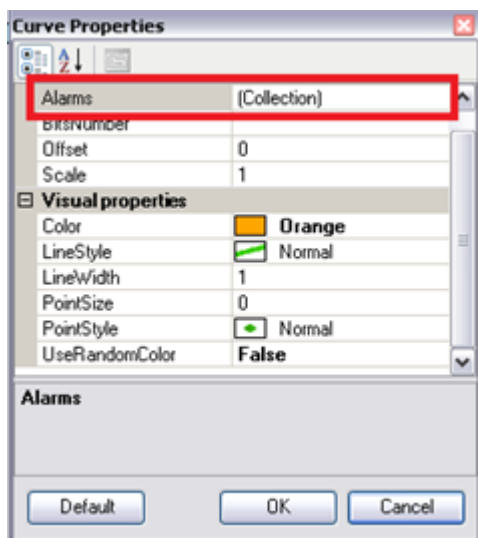 Curve Properties
Alarms (Collection)
BitsNumber
Offset 0
Scale 1
Visual properties
Color Orange
LineStyle Normal
LineWidth 1
PointSize 0
PointStyle Normal
UseRandomColor False
Alarms
Default OK Cancel